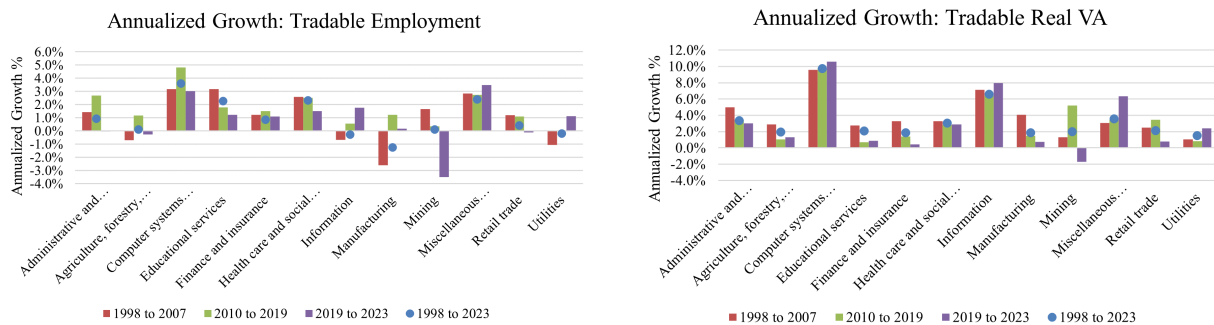 Annualized Growth: Tradable Employment
Annualized Growth %
6.0%
5.0%
4.0%
3.0%
2.0%
1.0%
0.0%
-1.0%
-2.0%
-3.0%
-4.0%
Administrative and…
Agriculture, forestry,…
Computer systems…
Educational services
Finance and insurance
Health care and social…
Information
Manufacturing
Mining
Miscellaneous…
Retail trade
Utilities
1998 to 2007 2010 to 2019 2019 to 2023 1998 to 2023
Annualized Growth: Tradable Real VA
Annualized Growth %
12.0%
10.0%
8.0%
6.0%
4.0%
2.0%
0.0%
-2.0%
-4.0%
Administrative and…
Agriculture, forestry,…
Computer systems…
Educational services
Finance and insurance
Health care and social…
Information
Manufacturing
Mining
Miscellaneous…
Retail trade
Utilities
1998 to 2007 2010 to 2019 2019 to 2023 1998 to 2023